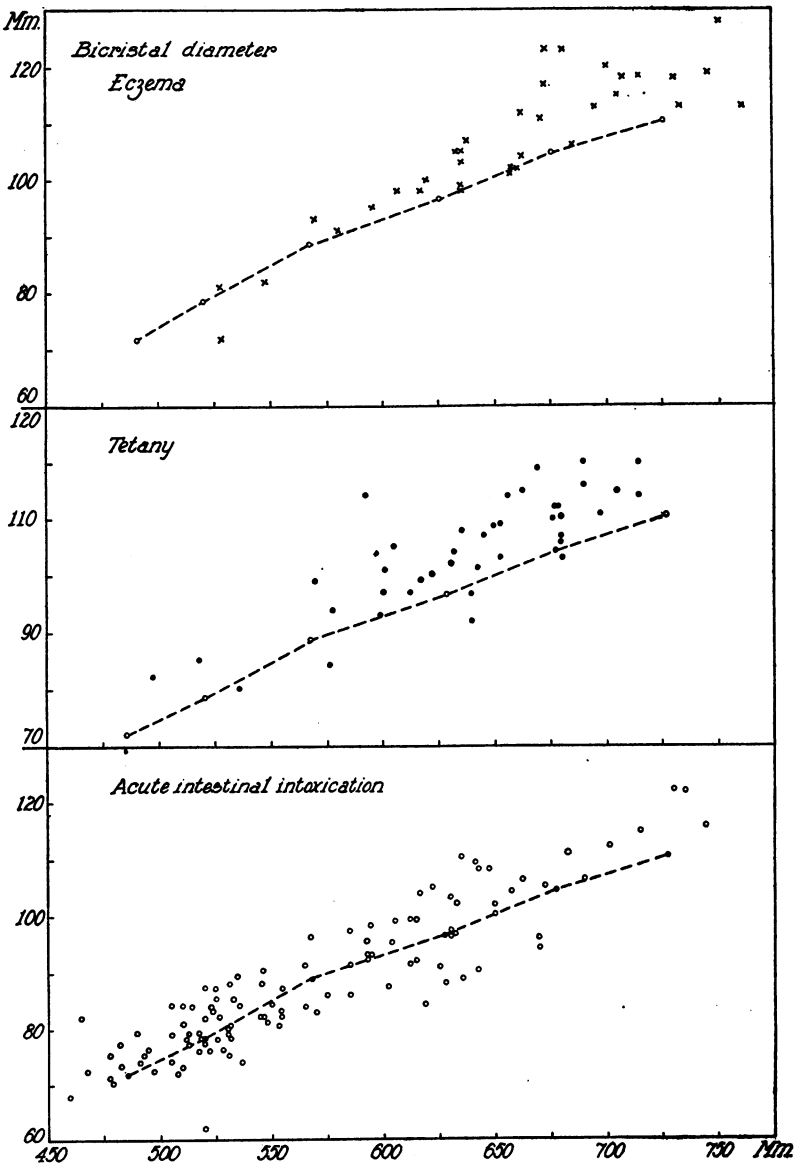 Mm.
Bicristal diameter
Eczema
120
100
80
60
120
Tetany
110
90
70
Acute intestinal intoxication
120
100
80
60
450 500 550 600 650 700 750 Mm.